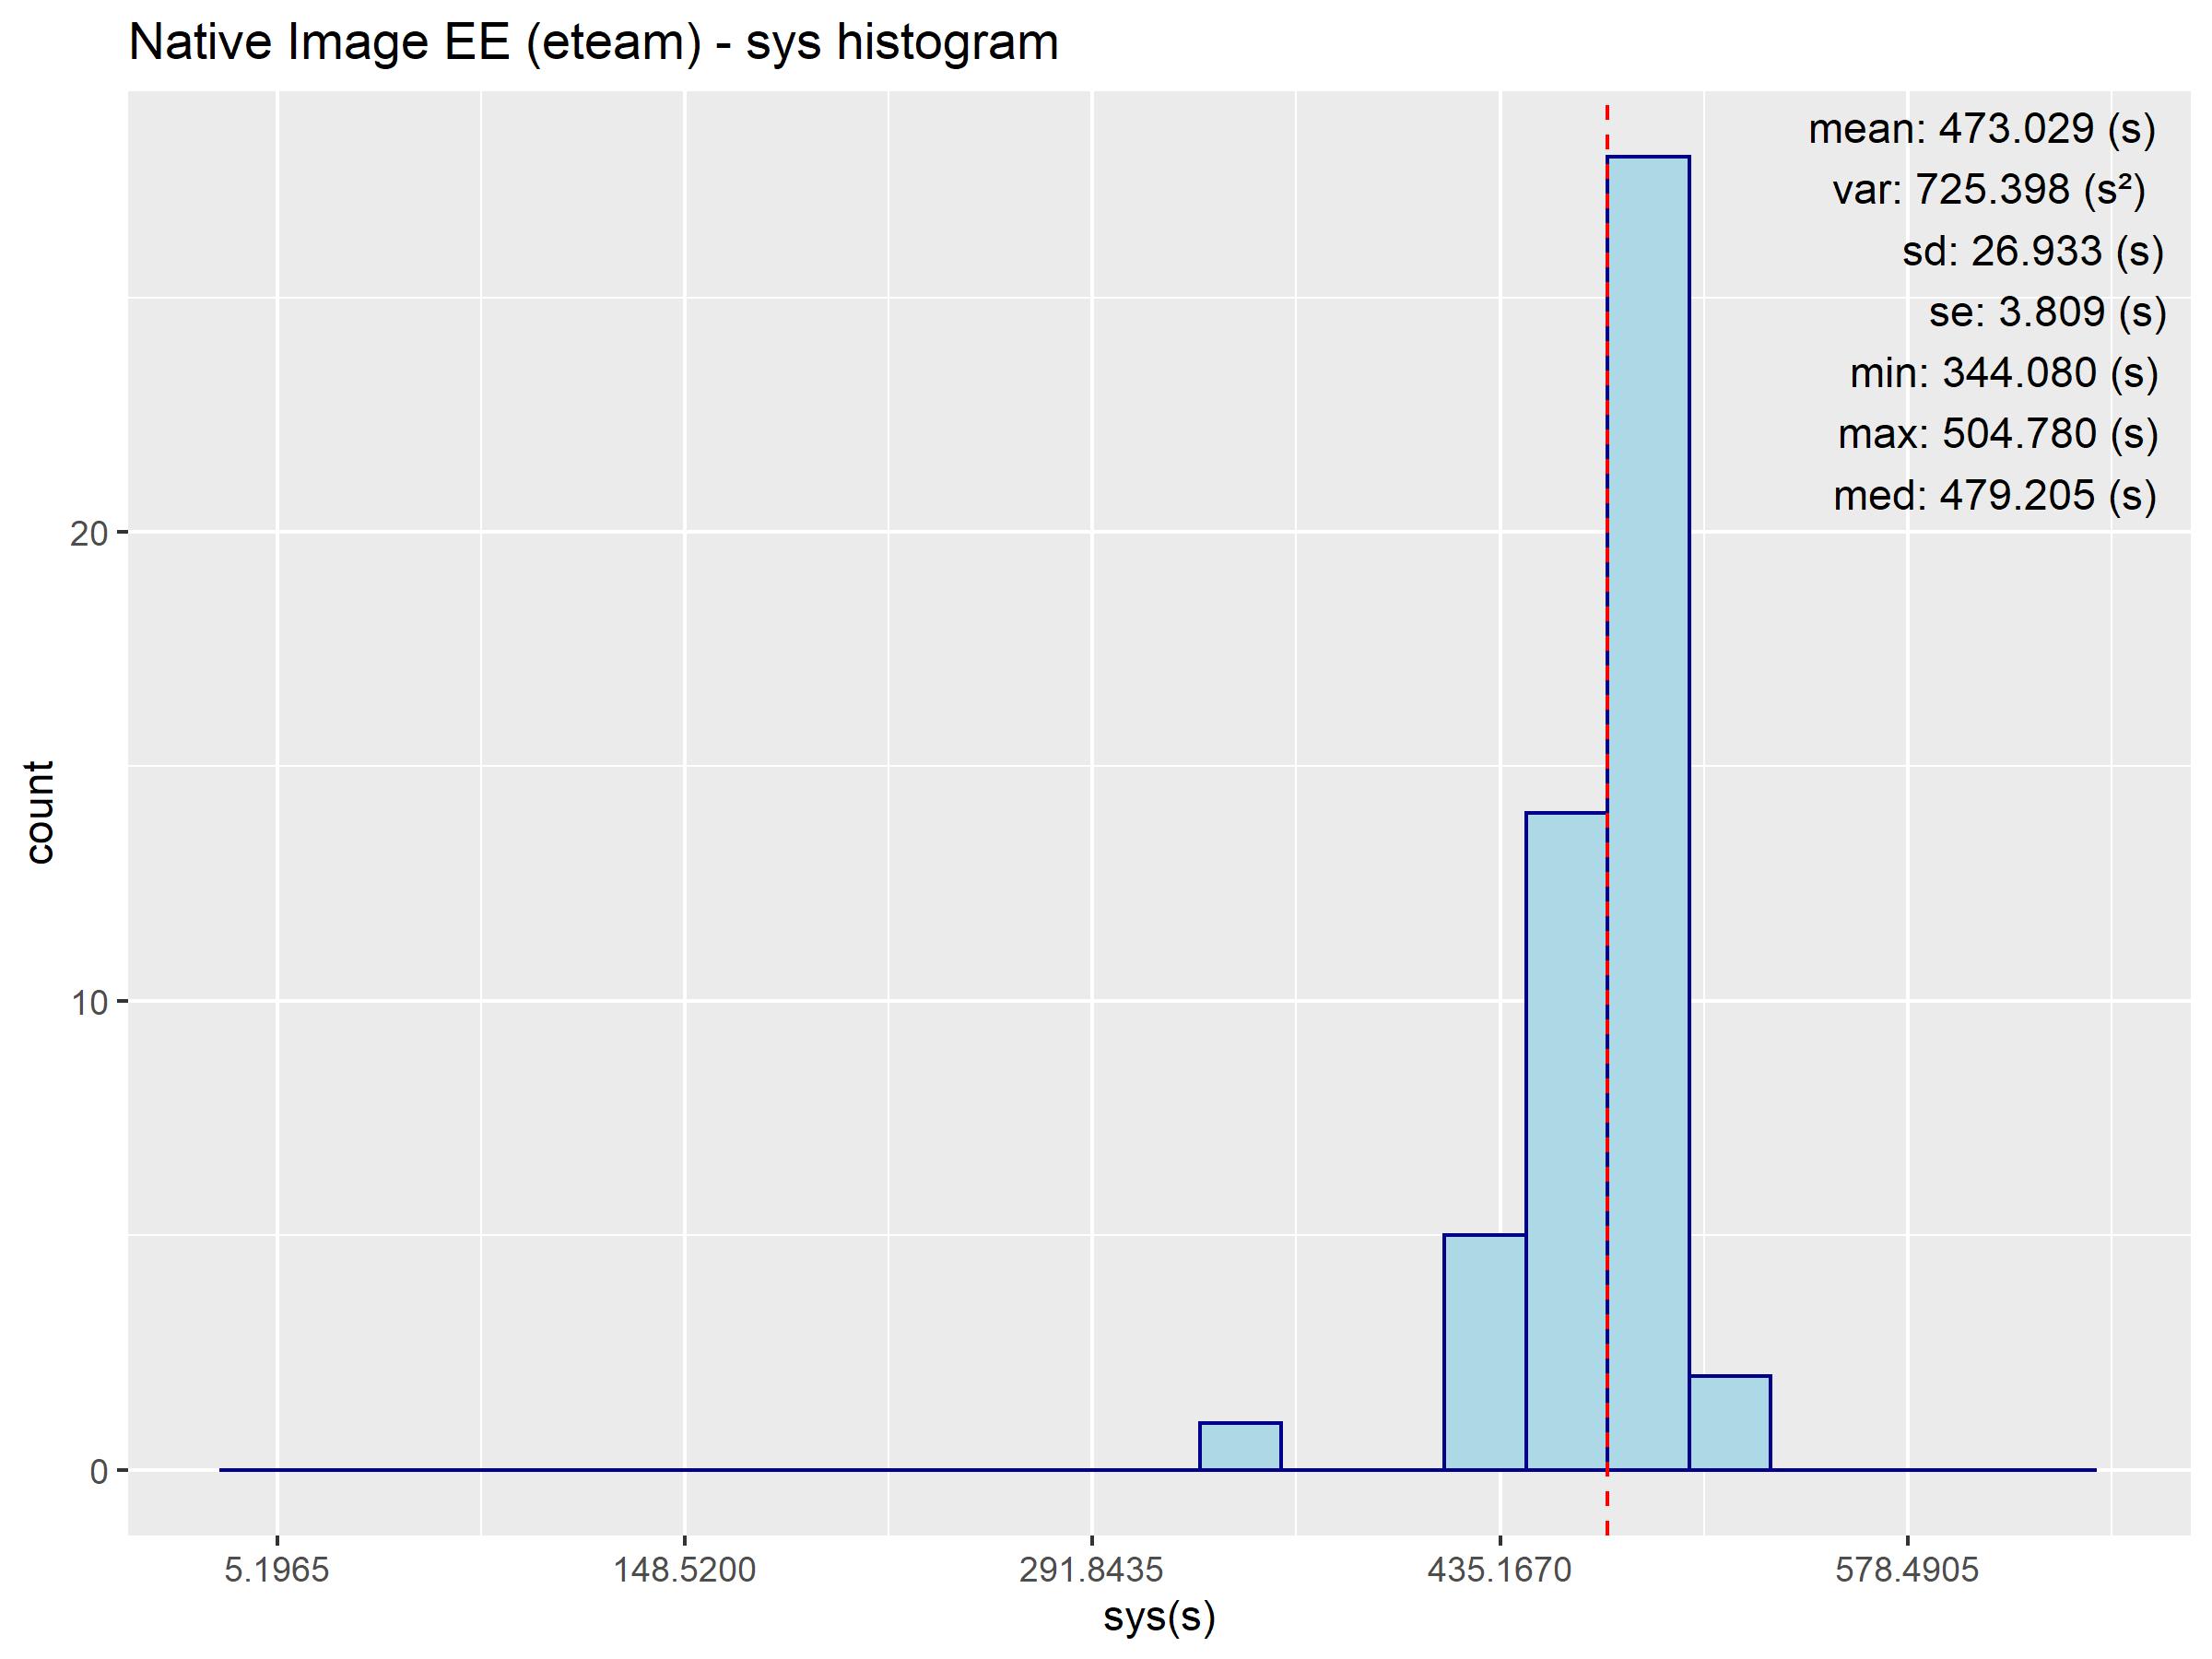 Native Image EE (eteam) - sys histogram
mean: 473.029 (s)
var: 725.398 (s²)
sd: 26.933 (s)
se: 3.809 (s)
min: 344.080 (s)
max: 504.780 (s)
med: 479.205 (s)
20
10
0
count
5.1965
148.5200
291.8435
435.1670
578.4905
sys(s)